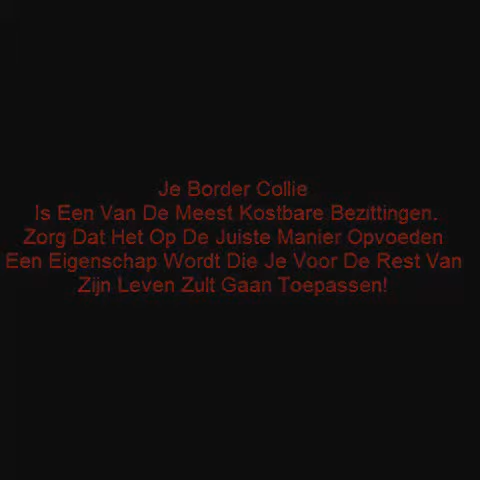 Je Border Collie
Is Een Van De Meest Kostbare Bezittingen.
Zorg Dat Het Op De Juiste Manier Opvoeden
Een Eigenschap Wordt Die Je Voor De Rest Van
Zijn Leven Zult Gaan Toepassen!